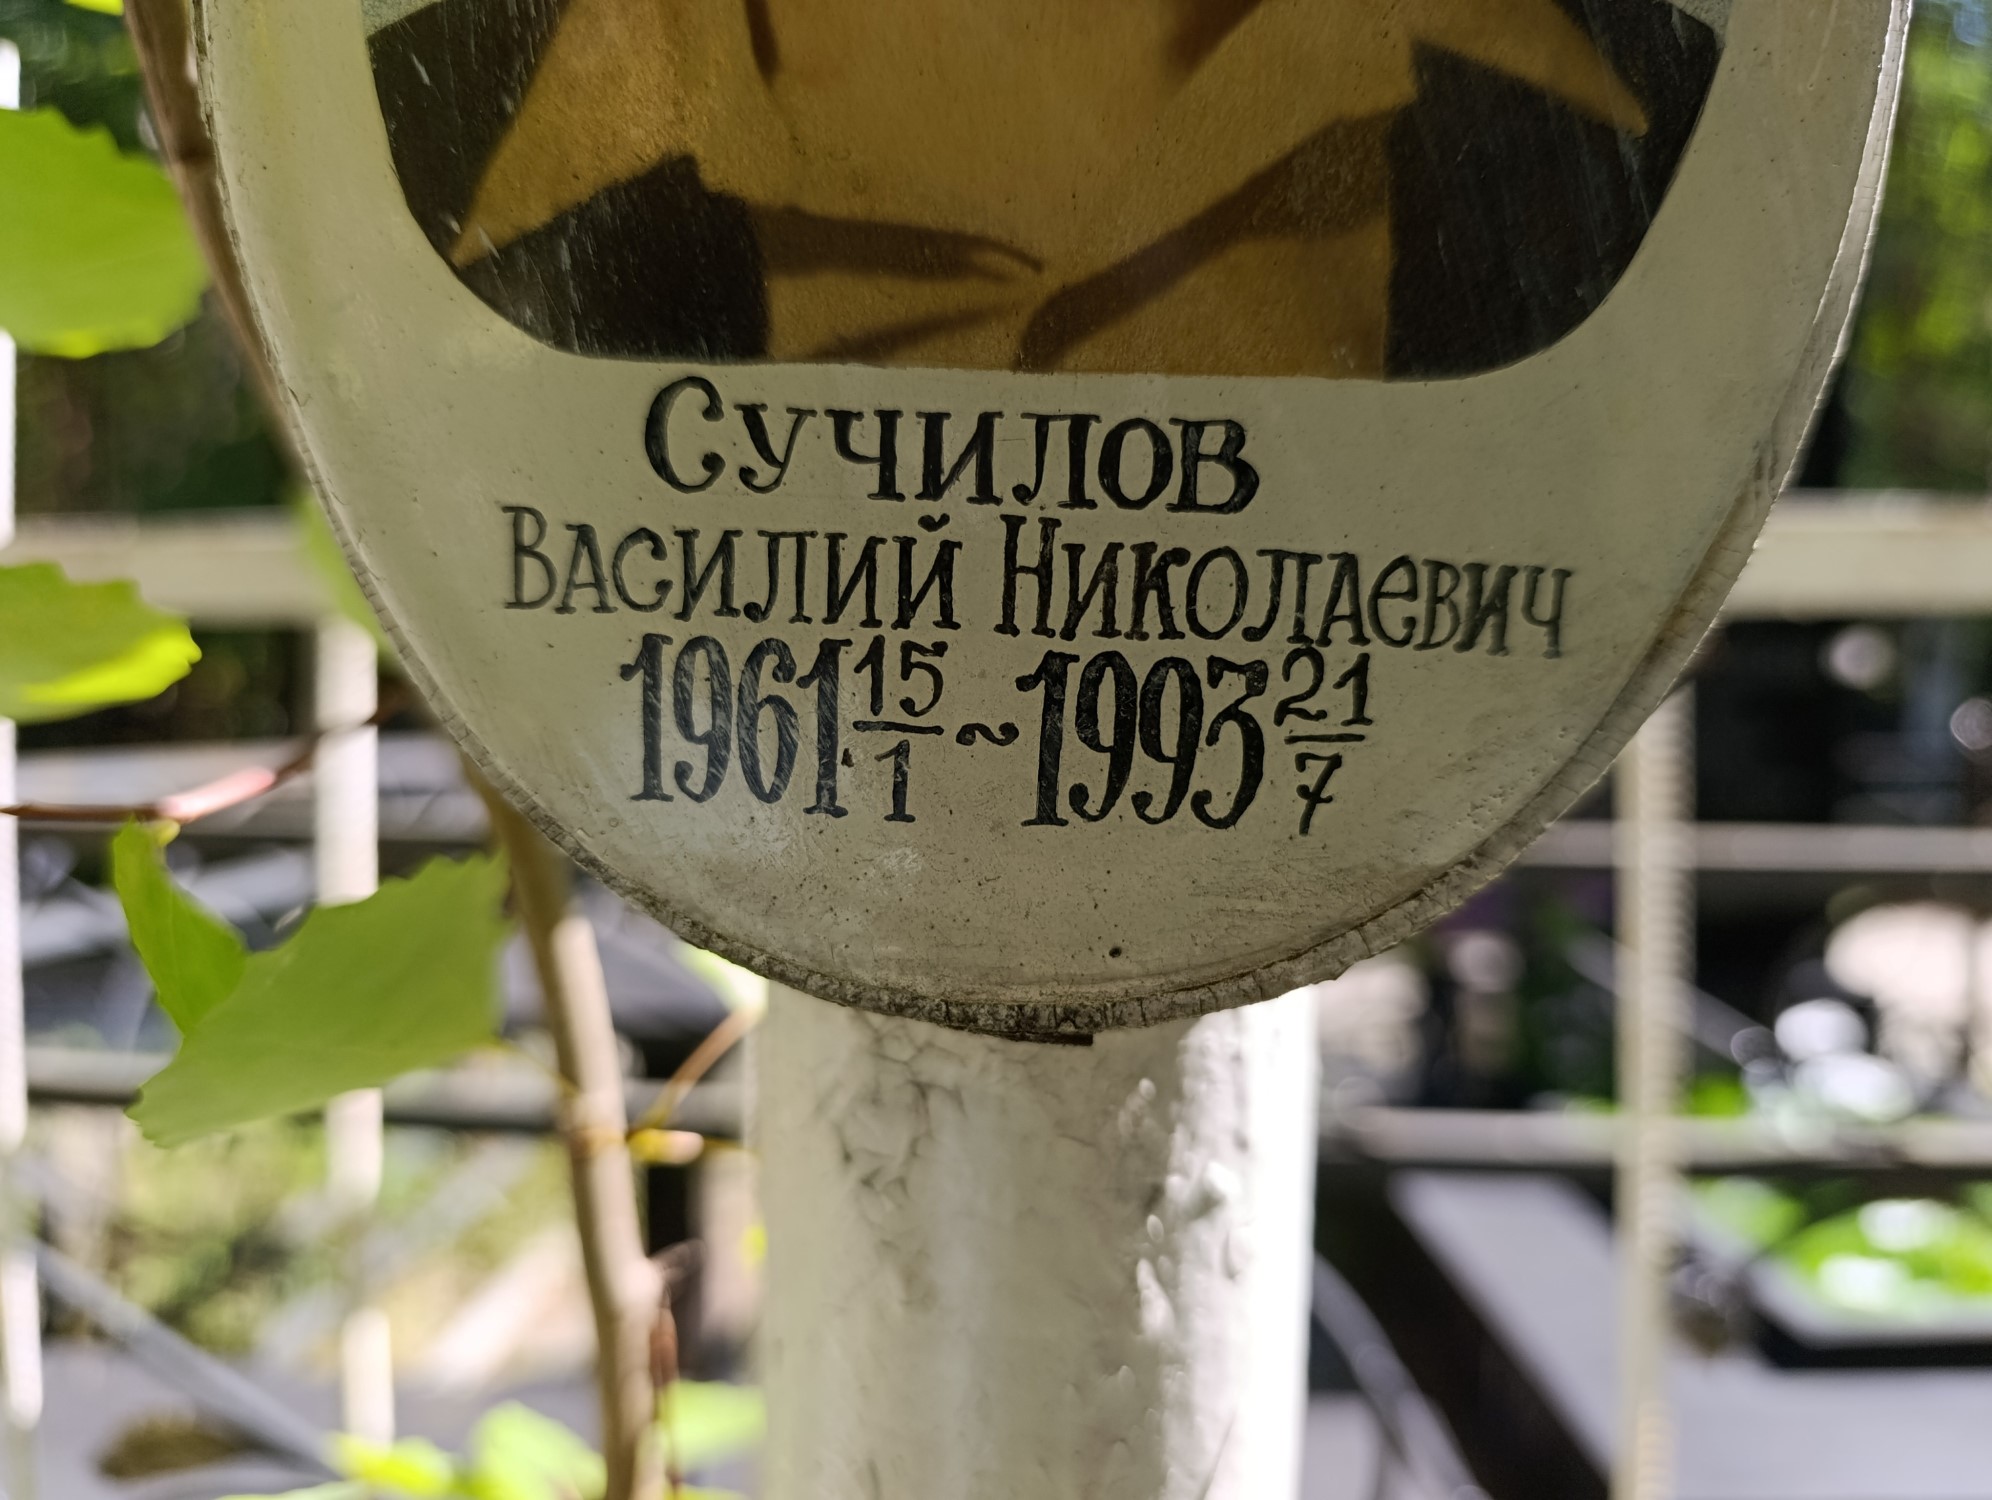 Сучилов
Василий Николаевич
1961 15/1 ~ 1993 21/7